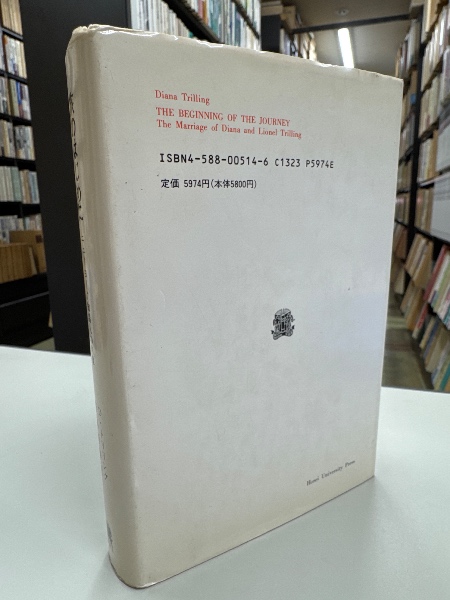 Diana Trilling
THE BEGINNING OF THE JOURNEY
The Marriage of Diana and Lionel Trilling
ISBN4-588-00514-6 C1323 P5974E
定価 5974円(本体5800円)
Hosei University Press